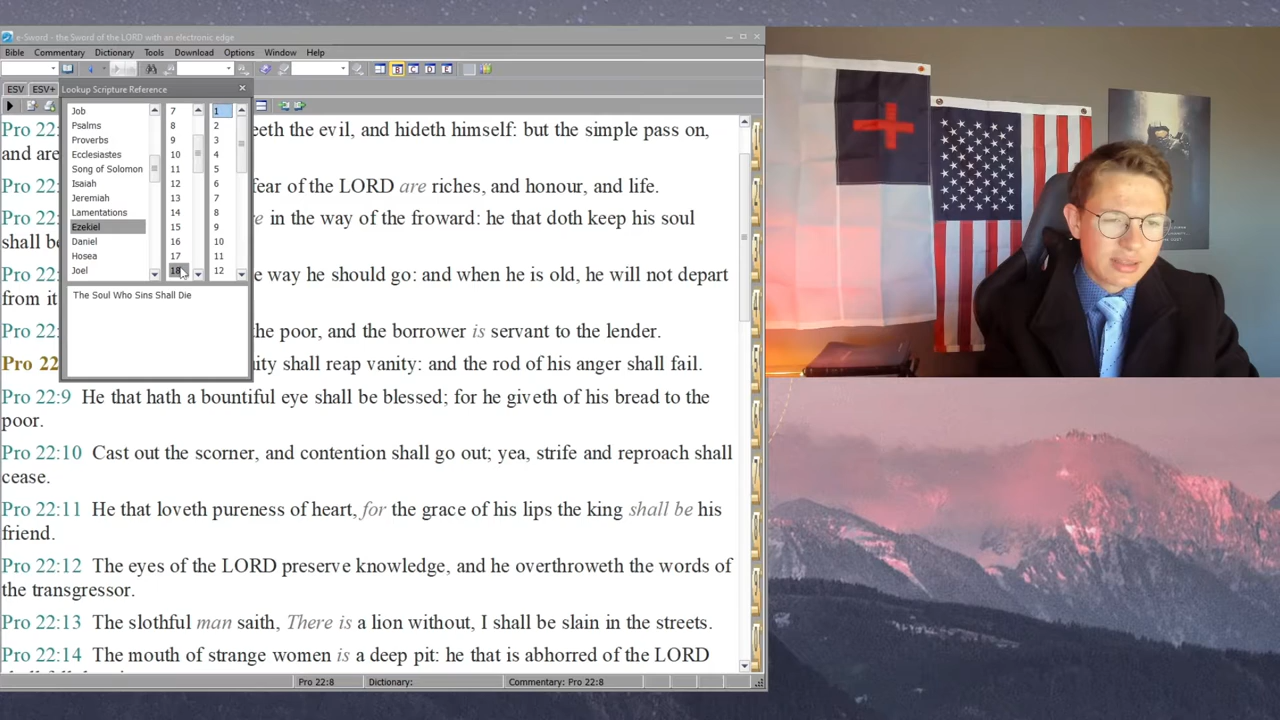 e-Sword - the Sword of the LORD with an electronic edge
Bible Commentary Dictionary Tools Download Options Window Help
B C D E
ESV ESV+
Lookup Scripture Reference
Job 7 1
Psalms 8 2
Proverbs 9 3
Ecclesiastes 10 4
Song of Solomon 11 5
Isaiah 12 6
Jeremiah 13 7
Lamentations 14 8
Ezekiel 15 9
Daniel 16 10
Hosea 17 11
Joel 18 12
The Soul Who Sins Shall Die
Pro 22: eeth the evil, and hideth himself: but the simple pass on,
and are
Pro 22: fear of the LORD are riches, and honour, and life.
Pro 22: in the way of the froward: he that doth keep his soul
shall be
Pro 22: way he should go: and when he is old, he will not depart
from it
Pro 22: the poor, and the borrower is servant to the lender.
Pro 22 uity shall reap vanity: and the rod of his anger shall fail.
Pro 22:9 He that hath a bountiful eye shall be blessed; for he giveth of his bread to the
poor.
Pro 22:10 Cast out the scorner, and contention shall go out; yea, strife and reproach shall
cease.
Pro 22:11 He that loveth pureness of heart, for the grace of his lips the king shall be his
friend.
Pro 22:12 The eyes of the LORD preserve knowledge, and he overthroweth the words of
the transgressor.
Pro 22:13 The slothful man saith, There is a lion without, I shall be slain in the streets.
Pro 22:14 The mouth of strange women is a deep pit: he that is abhorred of the LORD
Pro 22:8 Dictionary: Commentary: Pro 22:8